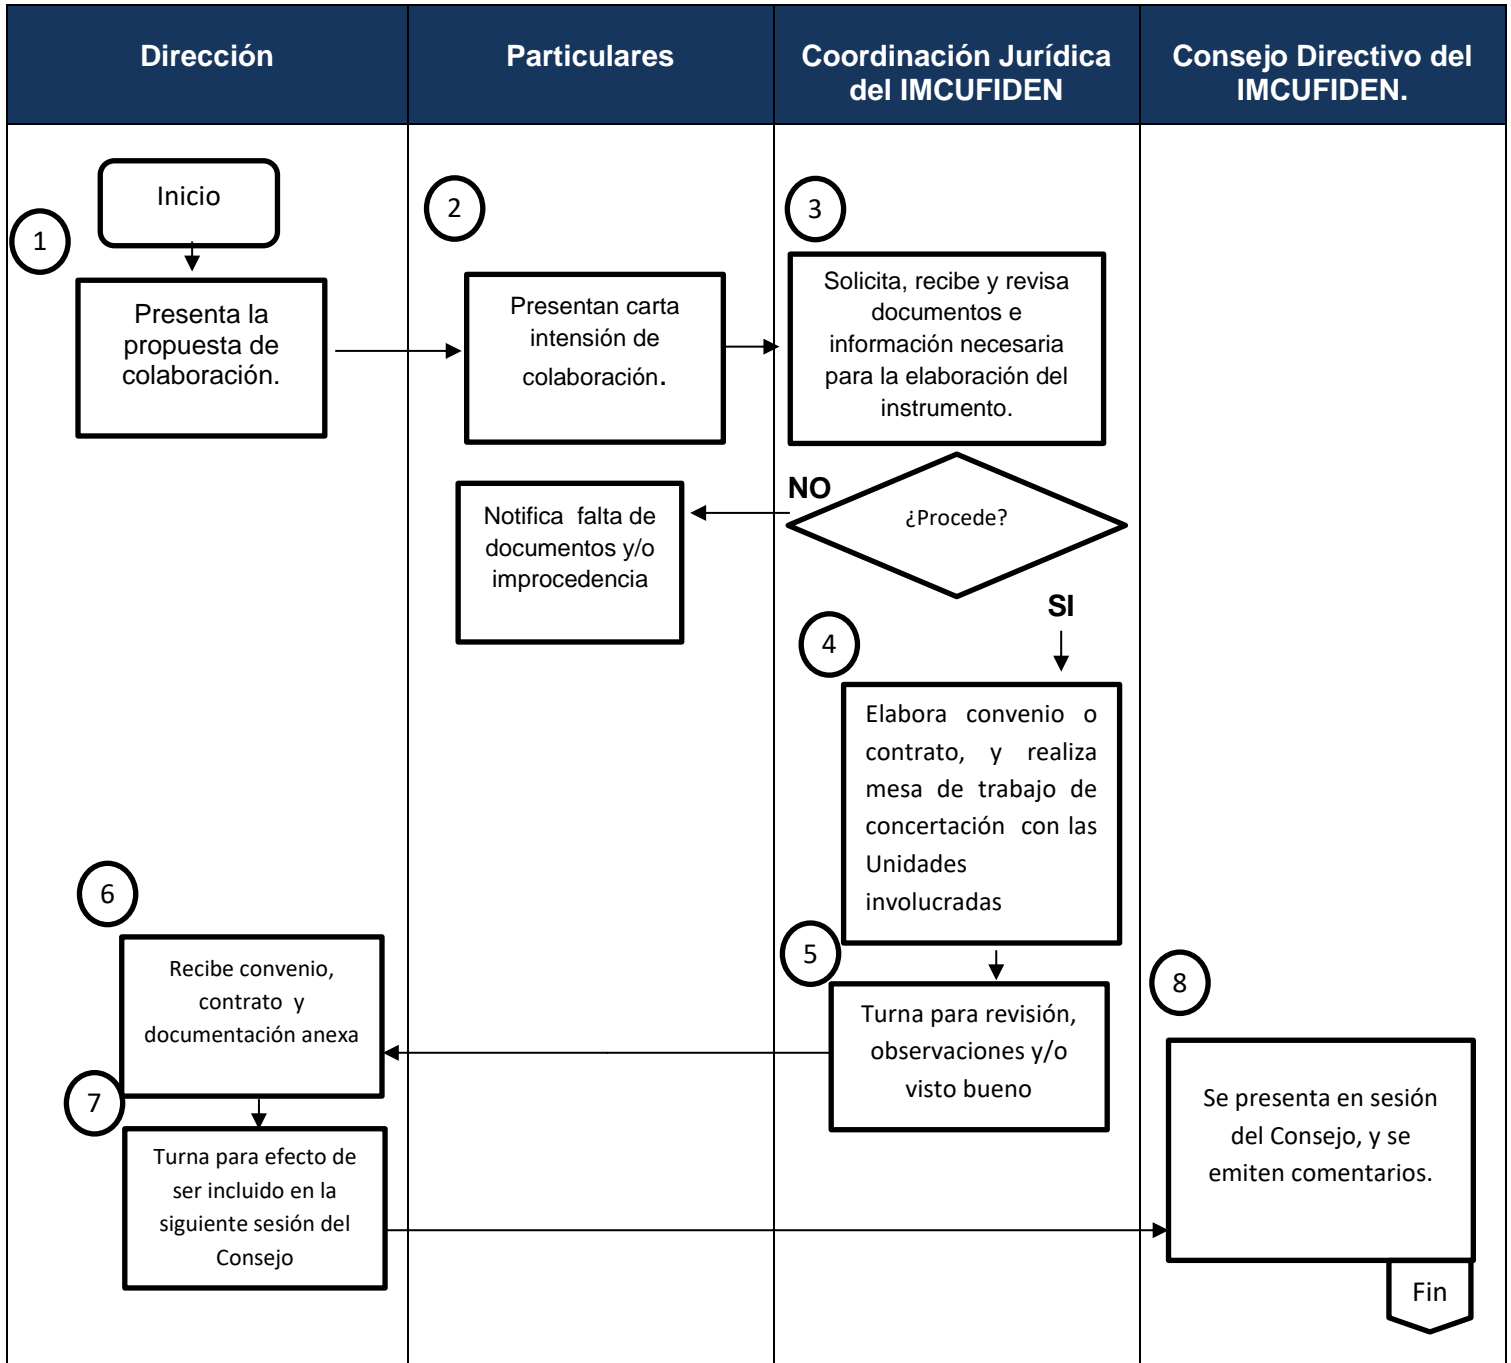 Dirección
Particulares
Coordinación Jurídica
del IMCUFIDEN
Consejo Directivo del
IMCUFIDEN.
Inicio
1
Presenta la
propuesta de
colaboración.
2
Presentan carta
intensión de
colaboración.
3
Solicita, recibe y revisa
documentos e
información necesaria
para la elaboración del
instrumento.
¿Procede?
NO
Notifica falta de
documentos y/o
improcedencia
SI
4
Elabora convenio o
contrato, y realiza
mesa de trabajo de
concertación con las
Unidades
involucradas
5
Turna para revisión,
observaciones y/o
visto bueno
6
Recibe convenio,
contrato y
documentación anexa
7
Turna para efecto de
ser incluido en la
siguiente sesión del
Consejo
8
Se presenta en sesión
del Consejo, y se
emiten comentarios.
Fin